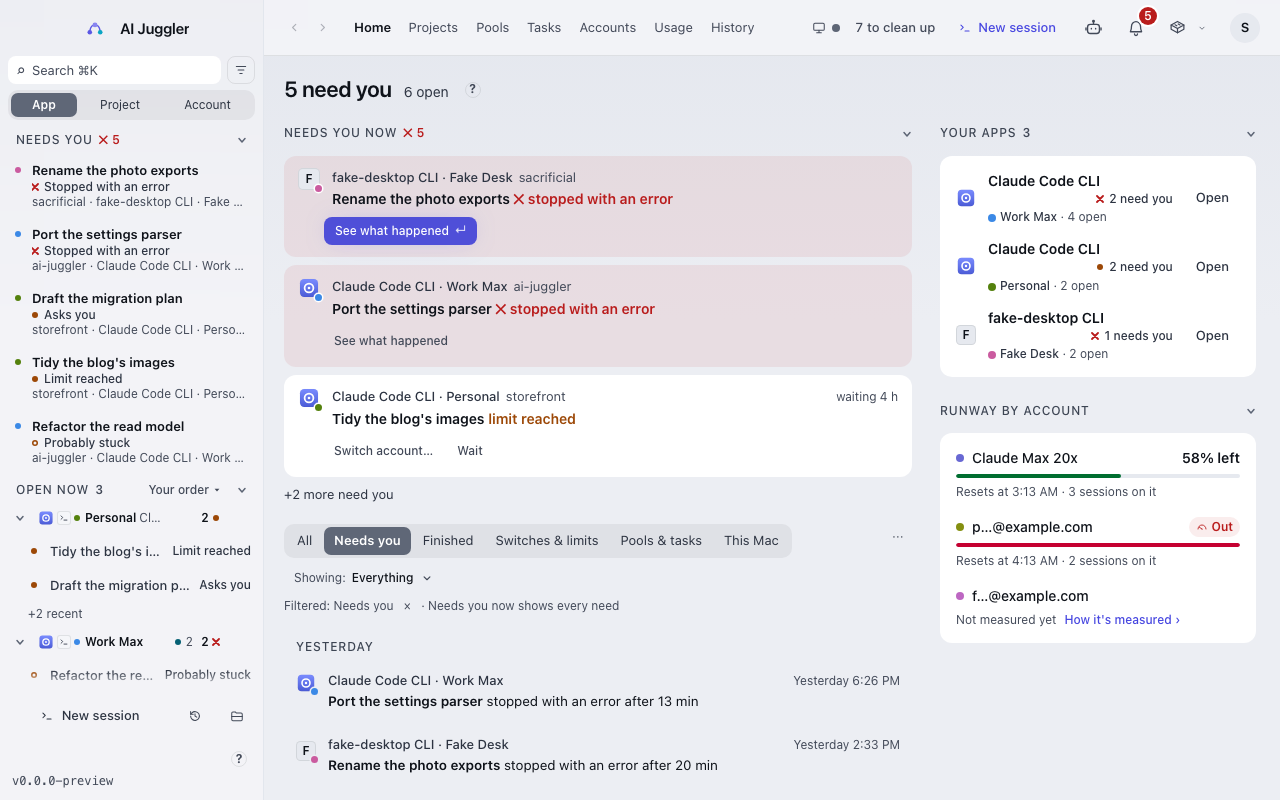 AI Juggler
Search ⌘K
App
Project
Account
NEEDS YOU 5
Rename the photo exports
Stopped with an error
sacrificial · fake-desktop CLI · Fake ...
Port the settings parser
Stopped with an error
ai-juggler · Claude Code CLI · Work ...
Draft the migration plan
Asks you
storefront · Claude Code CLI · Perso...
Tidy the blog's images
Limit reached
storefront · Claude Code CLI · Perso...
Refactor the read model
Probably stuck
ai-juggler · Claude Code CLI · Work ...
OPEN NOW 3
Your order
Personal Cl... 2
Tidy the blog's i... Limit reached
Draft the migration p... Asks you
+2 recent
Work Max 2 2
Refactor the re... Probably stuck
New session
?
v0.0.0-preview
Home
Projects
Pools
Tasks
Accounts
Usage
History
7 to clean up
New session
5
S
5 need you 6 open ?
NEEDS YOU NOW 5
F
fake-desktop CLI · Fake Desk sacrificial
Rename the photo exports stopped with an error
See what happened ↵
Claude Code CLI · Work Max ai-juggler
Port the settings parser stopped with an error
See what happened
Claude Code CLI · Personal storefront
waiting 4 h
Tidy the blog's images limit reached
Switch account...
Wait
+2 more need you
All
Needs you
Finished
Switches & limits
Pools & tasks
This Mac
...
Showing: Everything
Filtered: Needs you × · Needs you now shows every need
YESTERDAY
Claude Code CLI · Work Max
Yesterday 6:26 PM
Port the settings parser stopped with an error after 13 min
F
fake-desktop CLI · Fake Desk
Yesterday 2:33 PM
Rename the photo exports stopped with an error after 20 min
YOUR APPS 3
Claude Code CLI
2 need you
Open
Work Max · 4 open
Claude Code CLI
2 need you
Open
Personal · 2 open
F
fake-desktop CLI
1 needs you
Open
Fake Desk · 2 open
RUNWAY BY ACCOUNT
Claude Max 20x
58% left
Resets at 3:13 AM · 3 sessions on it
p...@example.com
Out
Resets at 4:13 AM · 2 sessions on it
f...@example.com
Not measured yet How it's measured ›